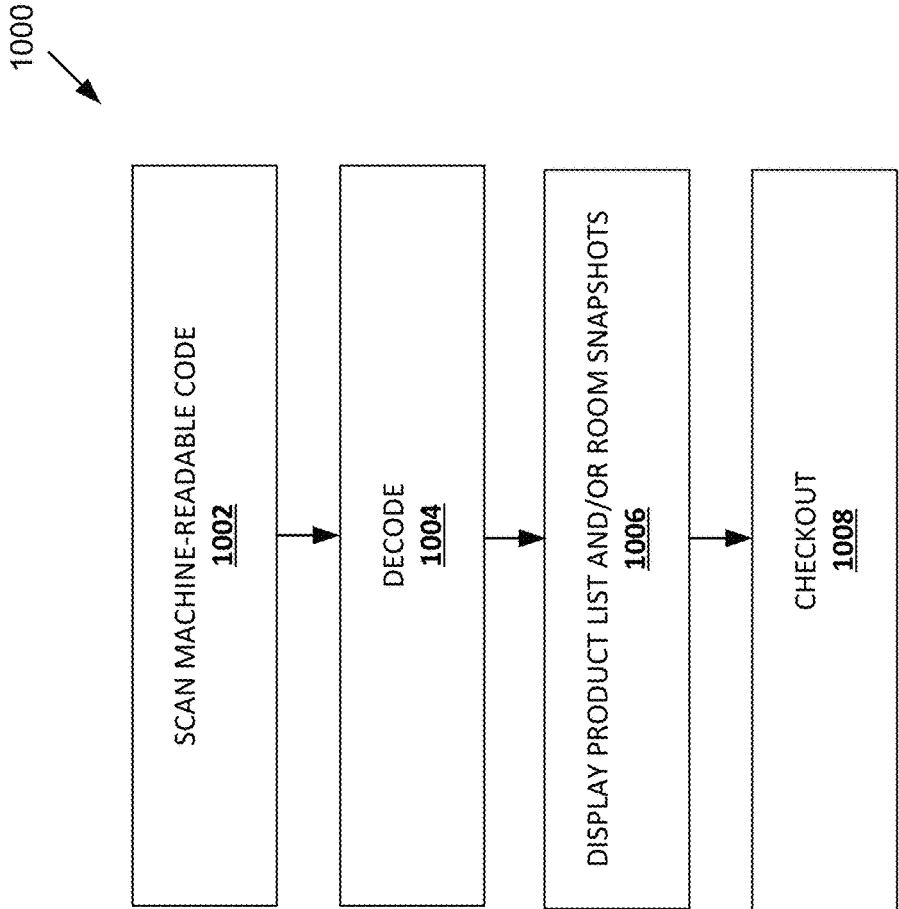 1000
SCAN MACHINE-READABLE CODE
1002
DECODE
1004
DISPLAY PRODUCT LIST AND/OR ROOM SNAPSHOTS
1006
CHECKOUT
1008